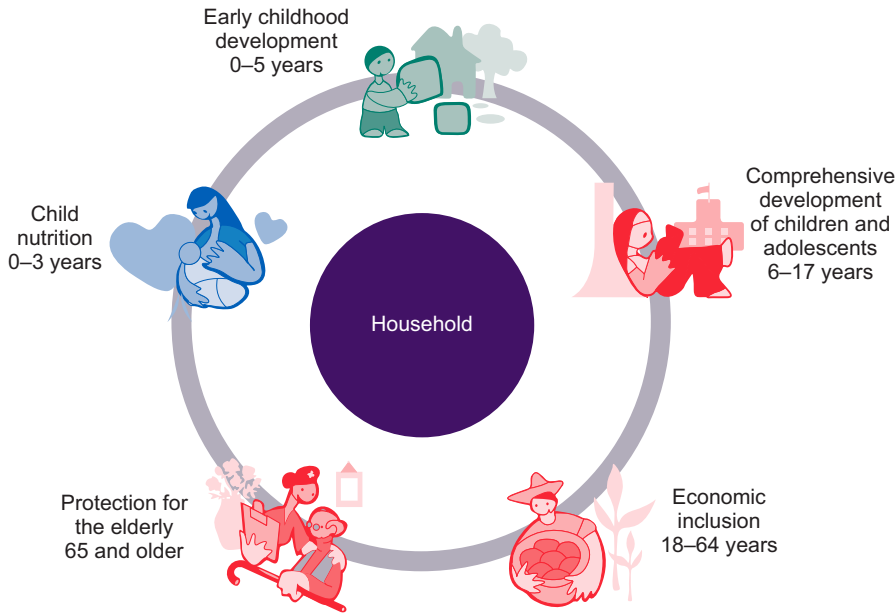 Early childhood
development
0–5 years
Comprehensive
development
of children and
adolescents
6–17 years
Child
nutrition
0–3 years
Household
Protection for
the elderly
65 and older
Economic
inclusion
18–64 years